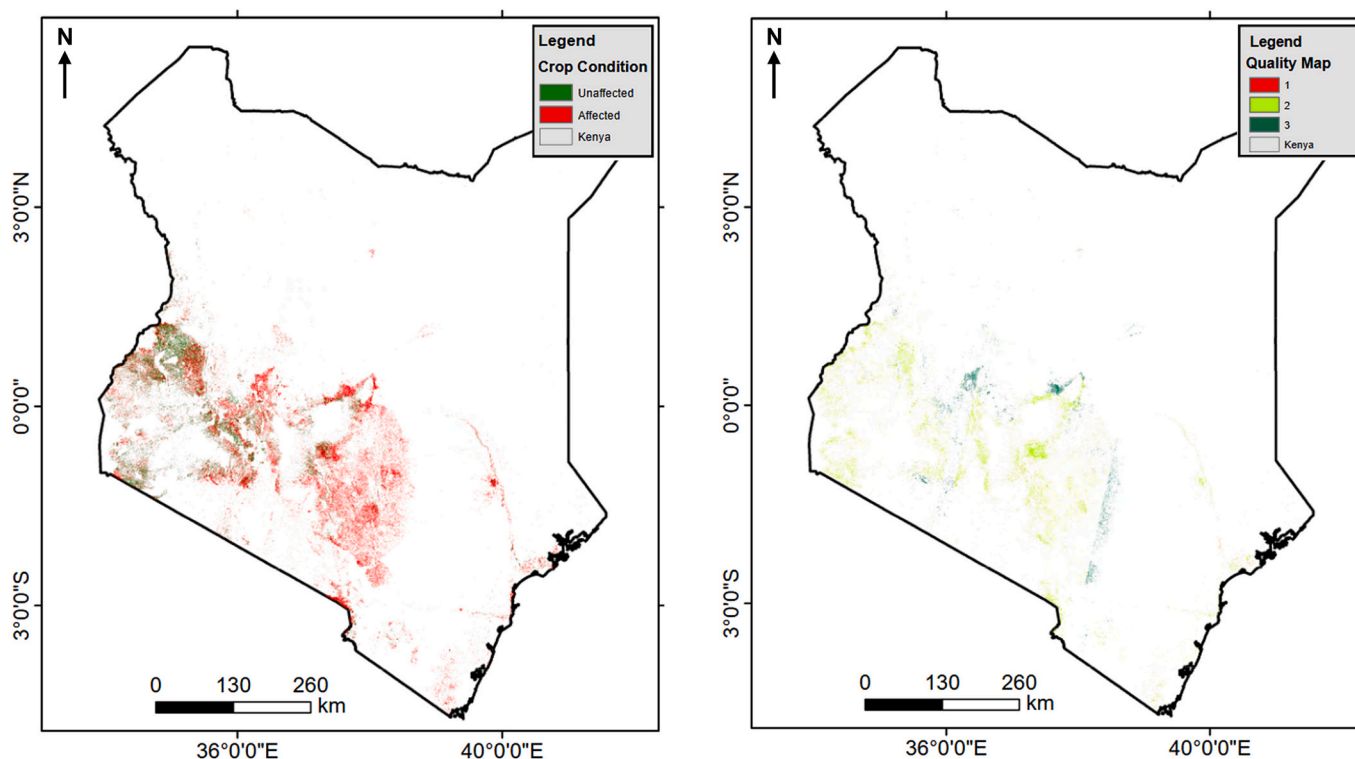 N
Legend
Crop Condition
Unaffected
Affected
Kenya
3°0'0"N
0°0'0"
3°0'0"S
0 130 260
km
36°0'0"E 40°0'0"E
N
Legend
Quality Map
1
2
3
Kenya
3°0'0"N
0°0'0"
3°0'0"S
0 130 260
km
36°0'0"E 40°0'0"E